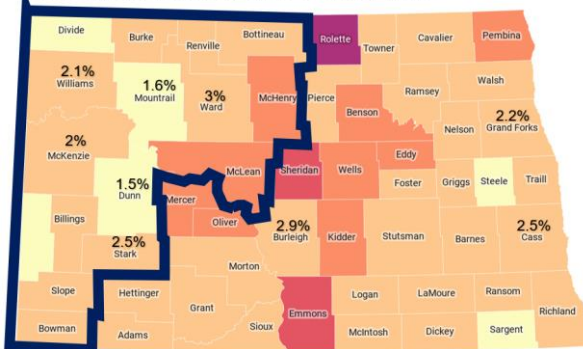 Divide
Burke
Renville
Bottineau
Rolette
Towner
Cavalier
Pembina
2.1%
Williams
1.6%
Mountrail
3%
Ward
McHenry
Pierce
Ramsey
Walsh
Benson
Nelson
2.2%
Grand Forks
2%
McKenzie
McLean
Sheridan
Wells
Eddy
Foster
Griggs
Steele
Traill
1.5%
Dunn
Mercer
Oliver
Billings
2.5%
Stark
2.9%
Burleigh
Kidder
Stutsman
Barnes
2.5%
Cass
Morton
Slope
Hettinger
Grant
Emmons
Logan
LaMoure
Ransom
Richland
Bowman
Adams
Sioux
McIntosh
Dickey
Sargent